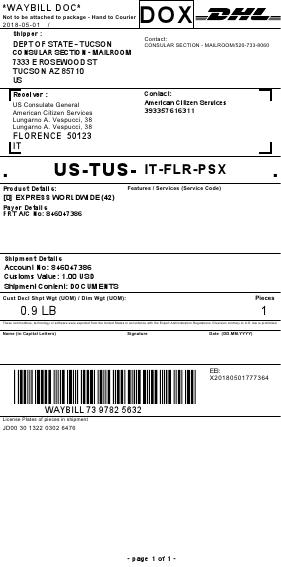 *WAYBILL DOC*
Not to be attached to package - Hand to Courier
2018-05-01 /
DOX
DHL
Shipper :
DEPT OF STATE - TUCSON
CONSULAR SECTION - MAILROOM
7333 E ROSEWOOD ST
TUCSON AZ 85710
US
Contact:
CONSULAR SECTION - MAILROOM/520-733-9060
Receiver :
US Consulate General
American Citizen Services
Lungarno A. Vespucci, 38
Lungarno A. Vespucci, 38
FLORENCE 50123
IT
Contact:
American Citizen Services
393357616311
US-TUS- IT-FLR-PSX
Product Details:
[D] EXPRESS WORLDWIDE (42)
Features / Services (Service Code)
Payer Details
FRT A/C No: 846047386
Shipment Details
Account No: 846047386
Customs Value: 1.00 USD
Shipment Content: DOCUMENTS
Cust Decl Shpt Wgt (UOM) / Dim Wgt (UOM):
Pieces
0.9 LB
1
Name (in Capital Letters)
Signature
Date (DD.MM.YYYY)
WAYBILL 73 9782 5632
EB:
X20180501777364
License Plates of pieces in shipment
JD00 30 1322 0302 6476
- page 1 of 1 -